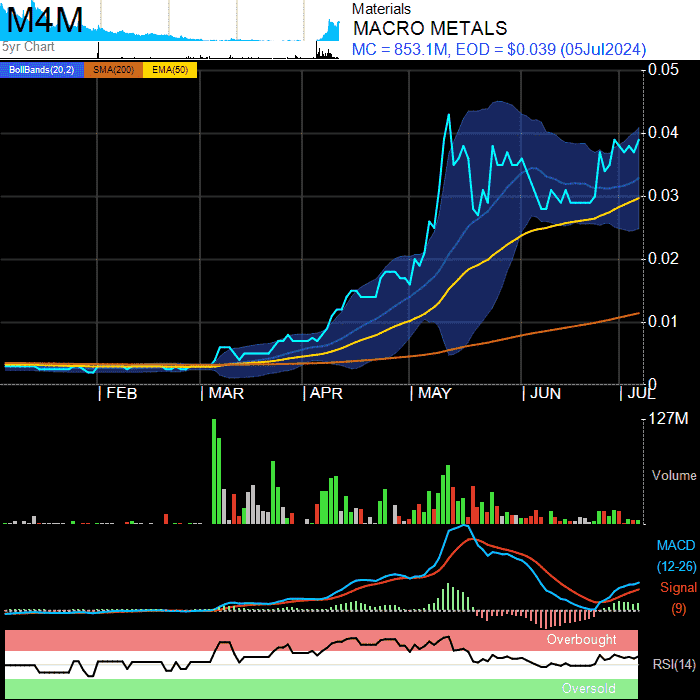 M4M
5yr Chart
Materials
MACRO METALS
MC = 853.1M, EOD = $0.039 (05Jul2024)
BollBands(20,2) SMA(200) EMA(50)
0.05
0.04
0.03
0.02
0.01
0
FEB MAR APR MAY JUN JUL
127M
Volume
MACD
(12-26)
Signal
(9)
Overbought
RSI(14)
Oversold